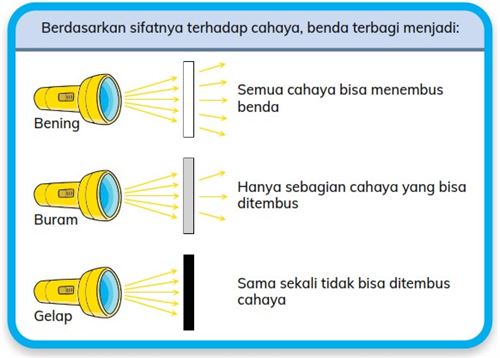 Berdasarkan sifatnya terhadap cahaya, benda terbagi menjadi:
Bening
Semua cahaya bisa menembus
benda
Buram
Hanya sebagian cahaya yang bisa
ditembus
Gelap
Sama sekali tidak bisa ditembus
cahaya